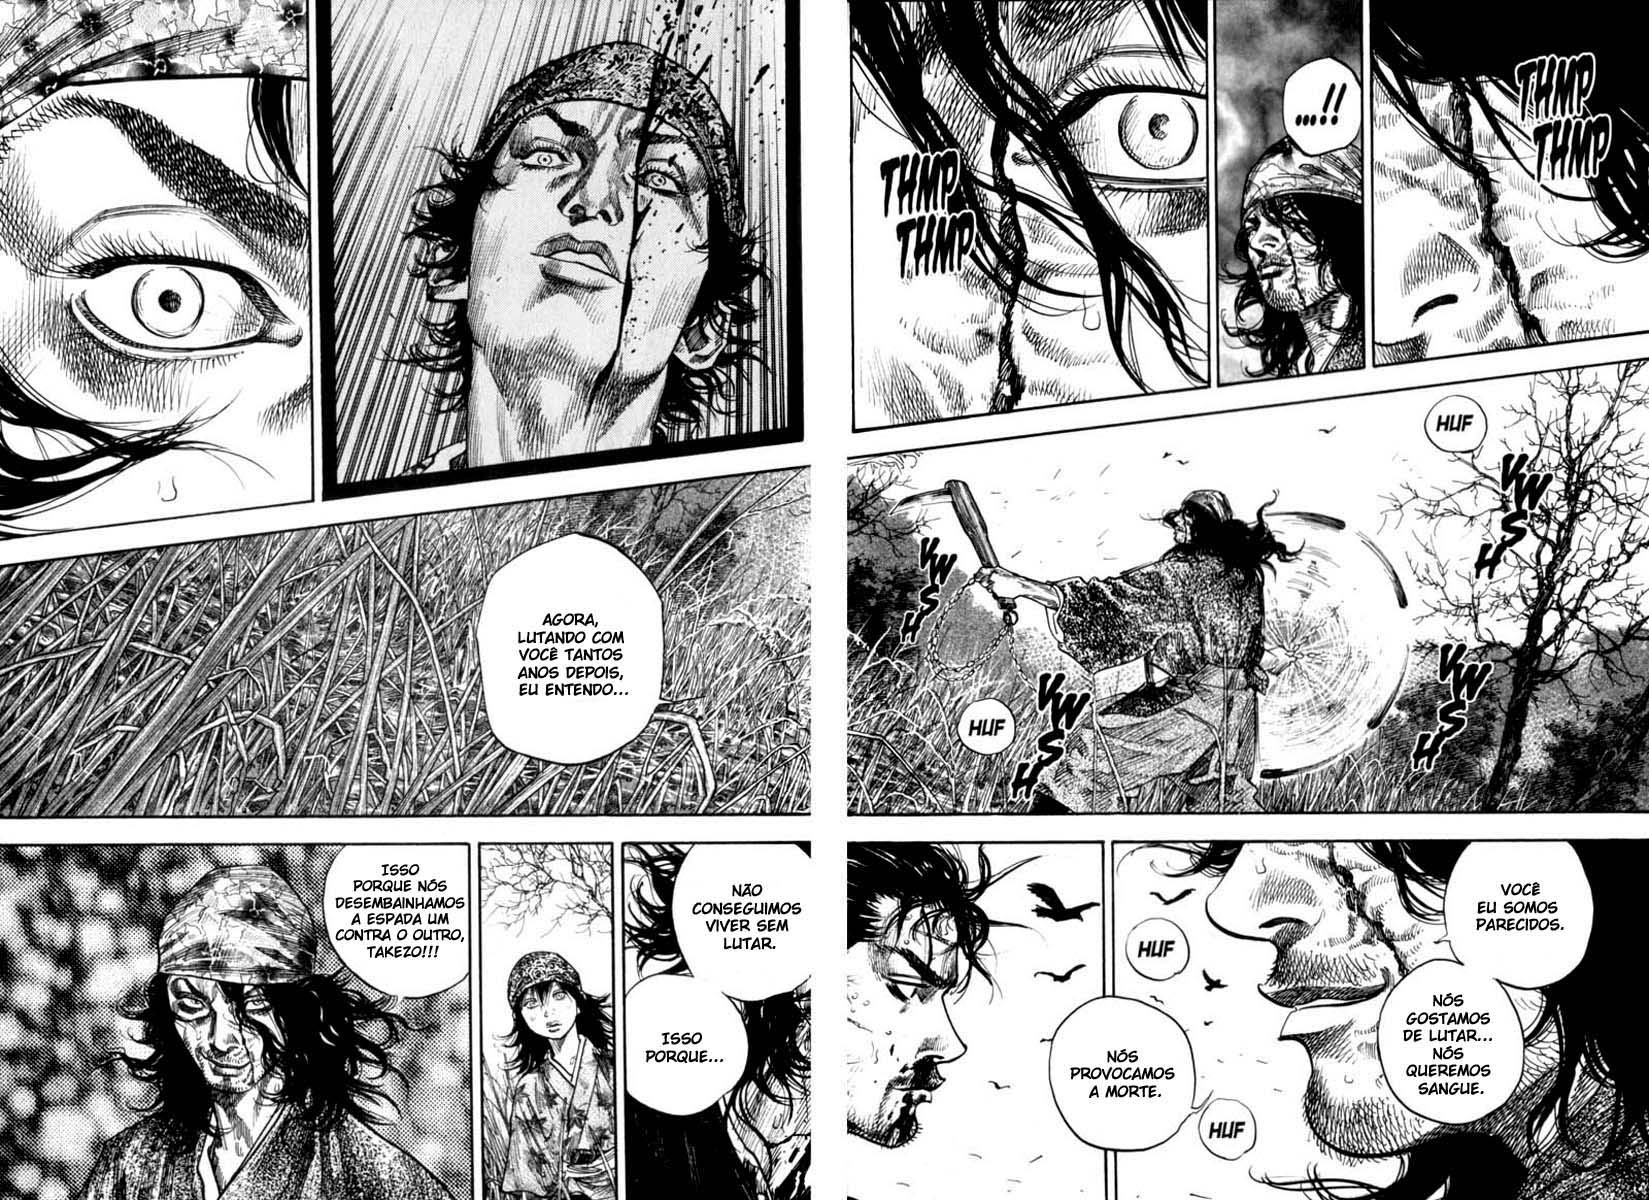 THMP
THMP
...!!
THMP
THMP
HUF
VWSH
VWSH
VWSH
VWSH
HUF
VOCÊ
EU SOMOS
PARECIDOS.
NÓS
GOSTAMOS
DE LUTAR...
NÓS
QUEREMOS
SANGUE.
HUF
NÓS
PROVOCAMOS
A MORTE.
HUF
AGORA,
LUTANDO COM
VOCÊ TANTOS
ANOS DEPOIS,
EU ENTENDO...
NÃO
CONSEGUIMOS
VIVER SEM
LUTAR.
ISSO
PORQUE...
ISSO
PORQUE NÓS
DESEMBAINHAMOS
A ESPADA UM
CONTRA O OUTRO,
TAKEZO!!!